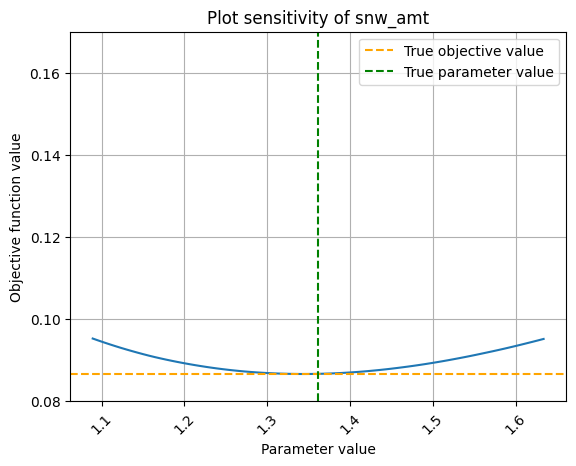 Plot sensitivity of snw_amt
True objective value
True parameter value
0.16
0.14
0.12
0.10
0.08
Objective function value
1.1
1.2
1.3
1.4
1.5
1.6
Parameter value